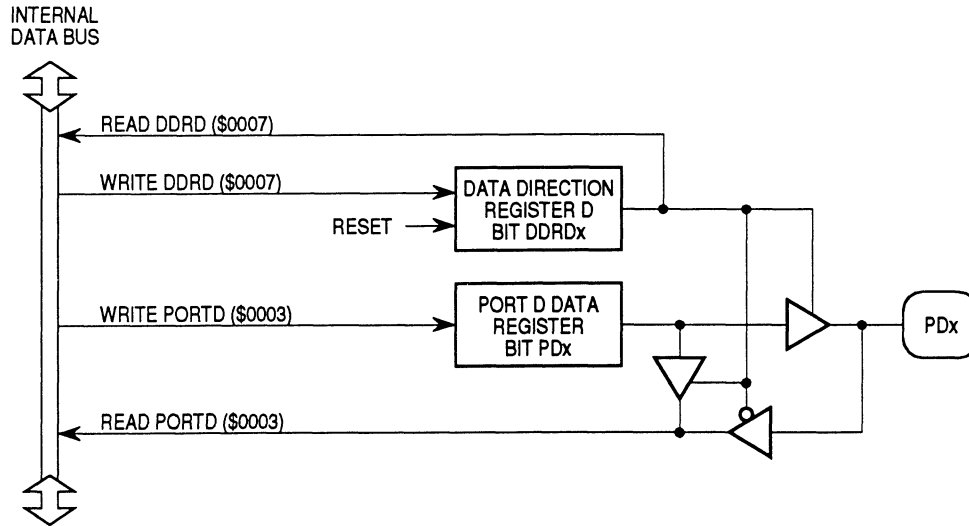 INTERNAL
DATA BUS
READ DDRD ($0007)
WRITE DDRD ($0007)
RESET
DATA DIRECTION
REGISTER D
BIT DDRDx
WRITE PORTD ($0003)
PORT D DATA
REGISTER
BIT PDx
PDx
READ PORTD ($0003)